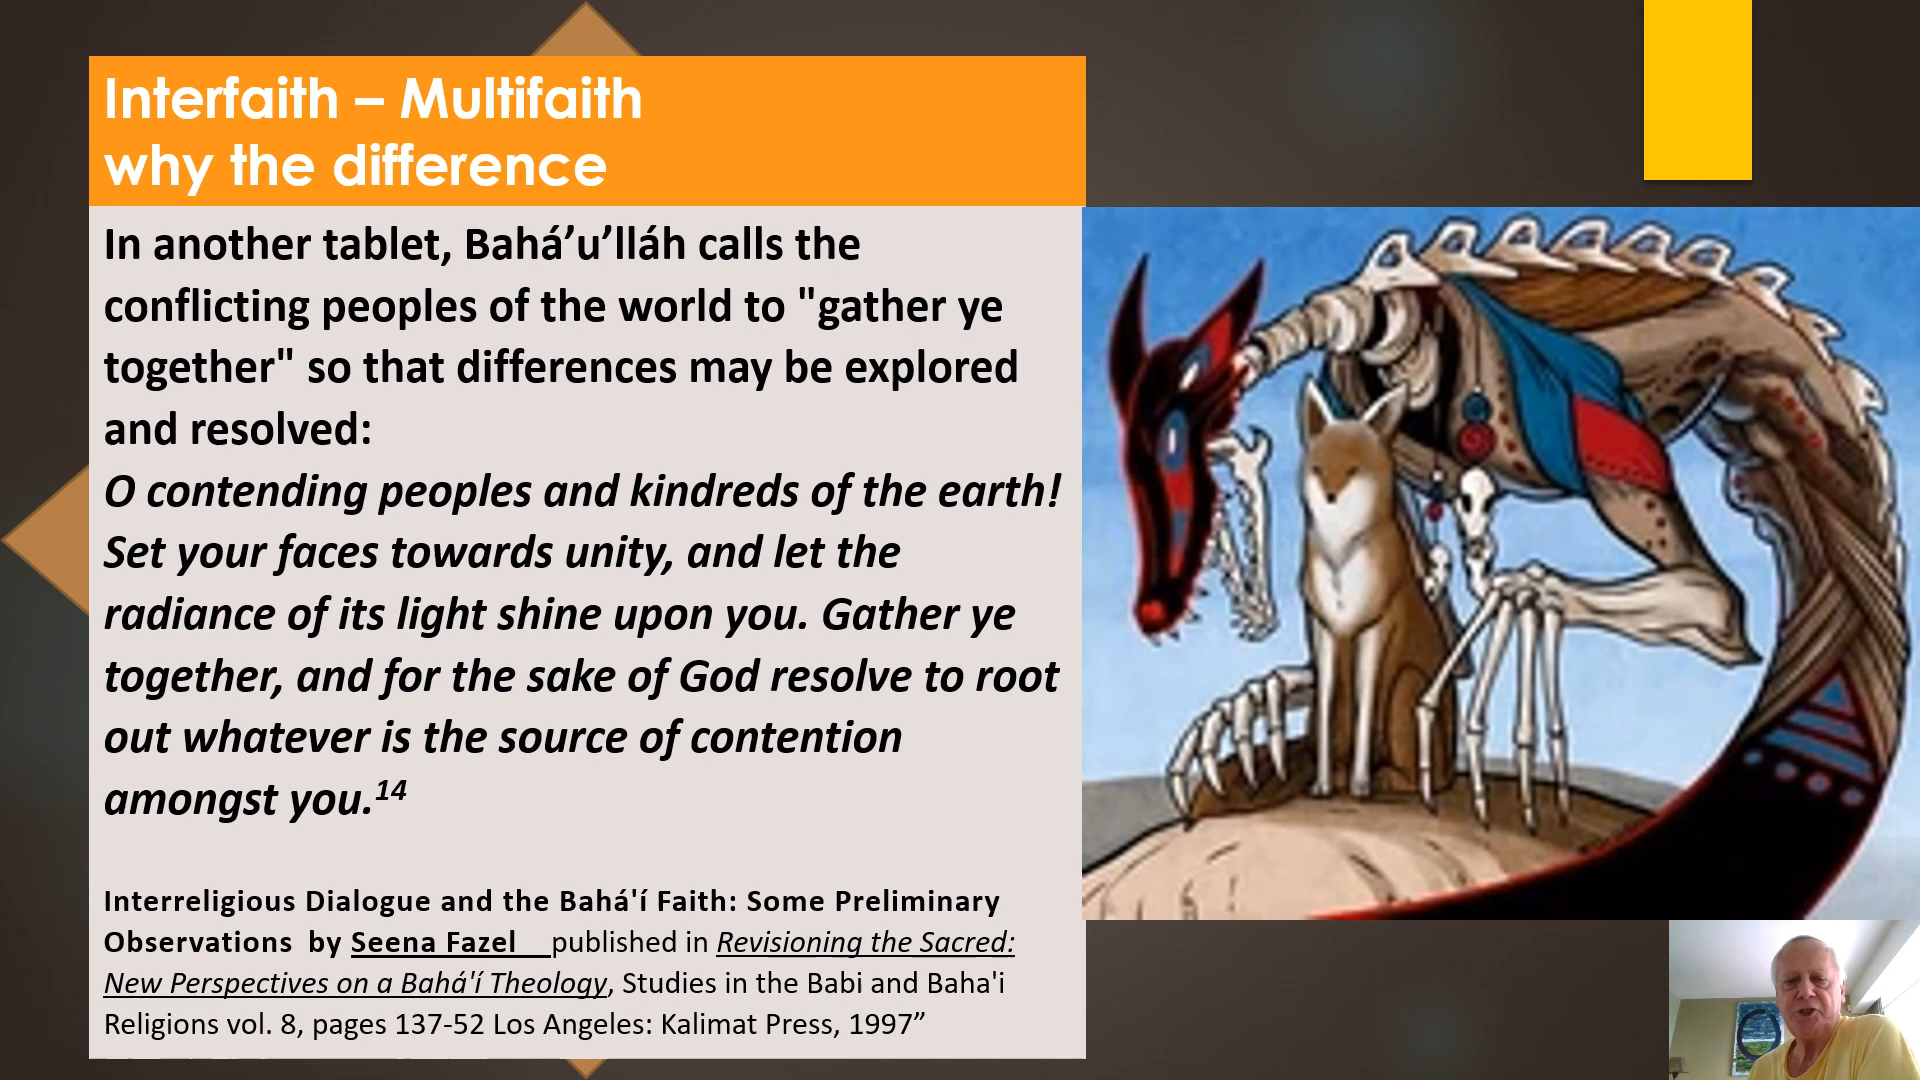 Interfaith – Multifaith
why the difference
In another tablet, Bahá’u’lláh calls the
conflicting peoples of the world to "gather ye
together" so that differences may be explored
and resolved:
O contending peoples and kindreds of the earth!
Set your faces towards unity, and let the
radiance of its light shine upon you. Gather ye
together, and for the sake of God resolve to root
out whatever is the source of contention
amongst you.14
Interreligious Dialogue and the Bahá'í Faith: Some Preliminary
Observations by Seena Fazel published in Revisioning the Sacred:
New Perspectives on a Bahá'í Theology, Studies in the Babi and Baha'i
Religions vol. 8, pages 137-52 Los Angeles: Kalimat Press, 1997”